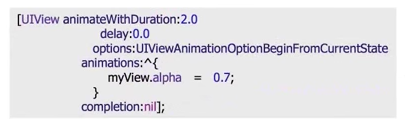 [UIView animateWithDuration:2.0
delay:0.0
options:UIViewAnimationOptionBeginFromCurrentState
animations:^{
myView.alpha = 0.7;
}
completion:nil];